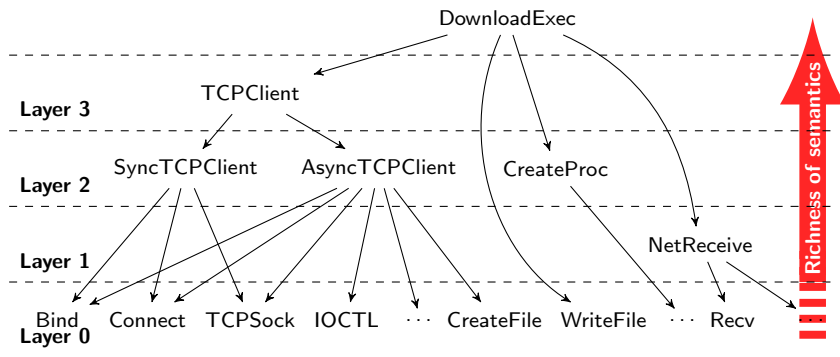 DownloadExec
TCPClient
Layer 3
SyncTCPClient AsyncTCPClient CreateProc
Layer 2
NetReceive
Layer 1
Bind Connect TCPSock IOCTL ... CreateFile WriteFile ... Recv ...
Layer 0
Richness of semantics